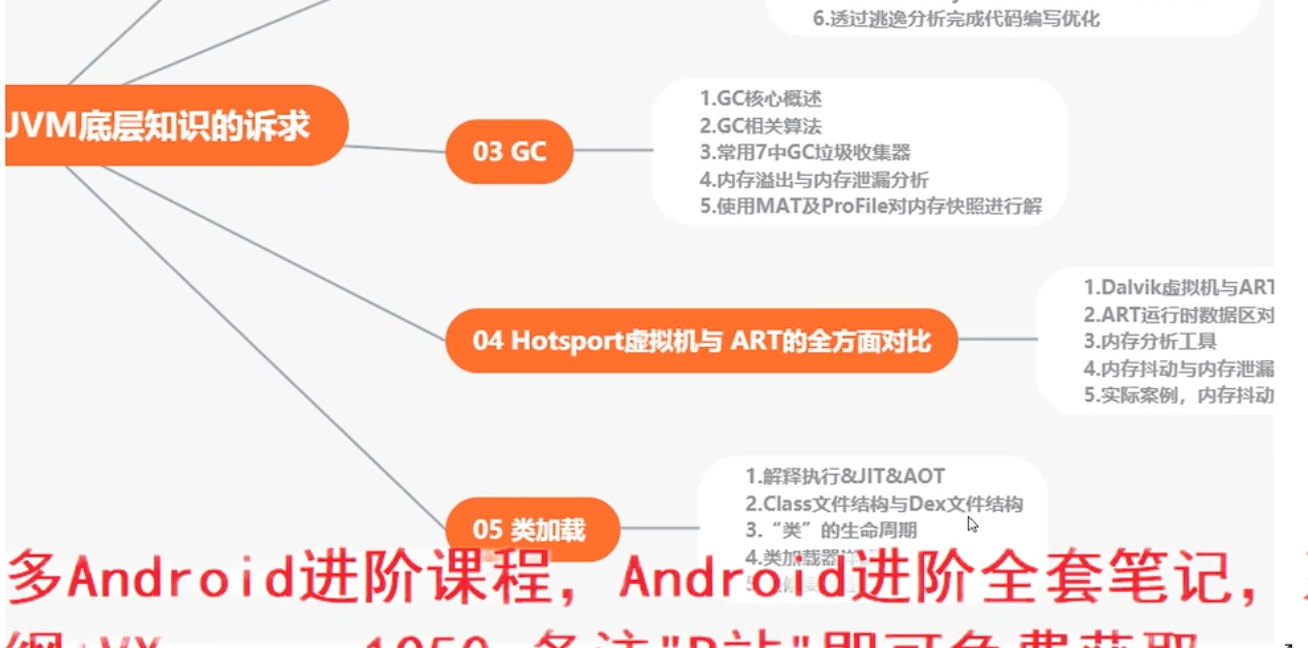 6.透过逃逸分析完成代码编写优化
JVM底层知识的诉求
03 GC
1.GC核心概述
2.GC相关算法
3.常用7中GC垃圾收集器
4.内存溢出与内存泄漏分析
5.使用MAT及ProFile对内存快照进行解
04 Hotsport虚拟机与 ART的全方面对比
1.Dalvik虚拟机与ART
2.ART运行时数据区对
3.内存分析工具
4.内存抖动与内存泄漏
5.实际案例，内存抖动
05 类加载
1.解释执行&JIT&AOT
2.Class文件结构与Dex文件结构
3.“类”的生命周期
4.类加载器
多Android进阶课程，Android进阶全套笔记，
1050 备注"B站"即可免费获取